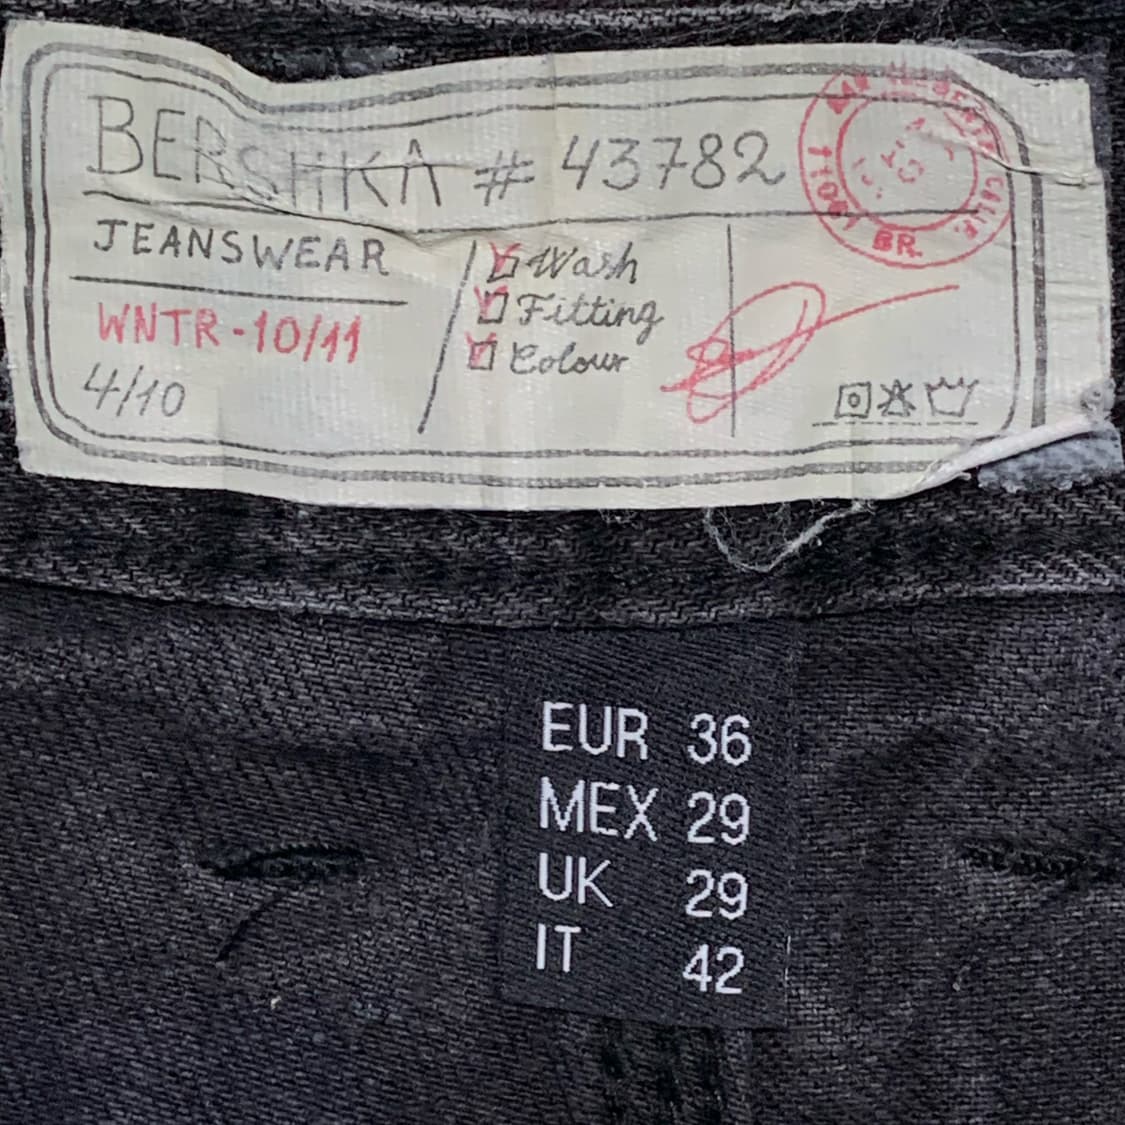 BERSHKA # 43782
JEANSWEAR
WNTR-10/11
4/10
Wash
Fitting
Colour
BR.
EUR 36
MEX 29
UK 29
IT 42